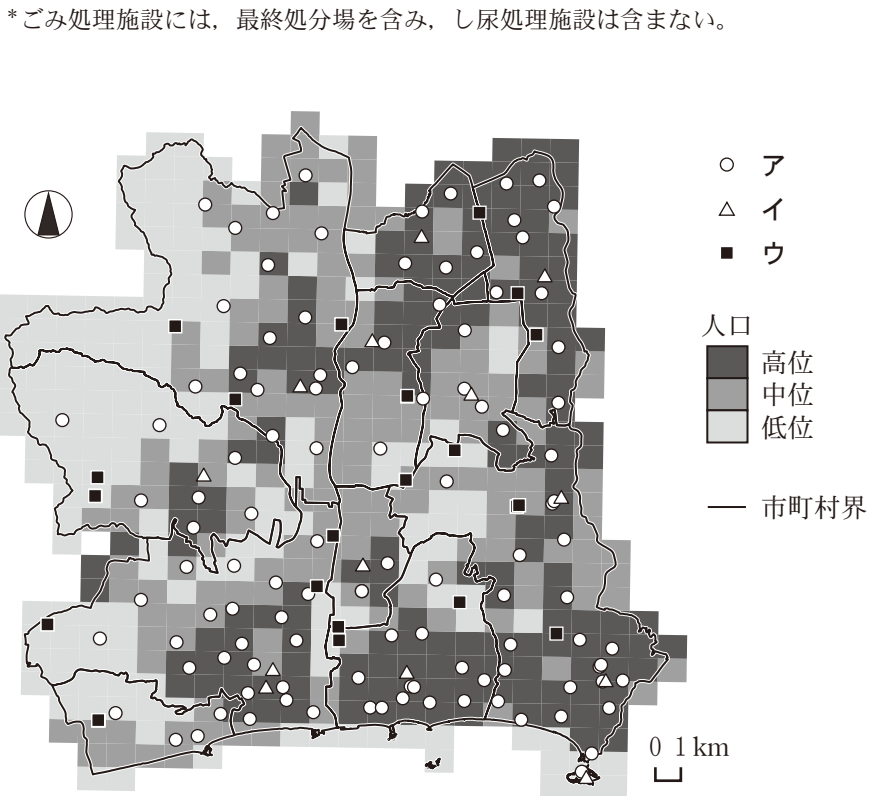 *ごみ処理施設には，最終処分場を含み，し尿処理施設は含まない。
ア
イ
ウ
人口
高位
中位
低位
市町村界
0 1 km